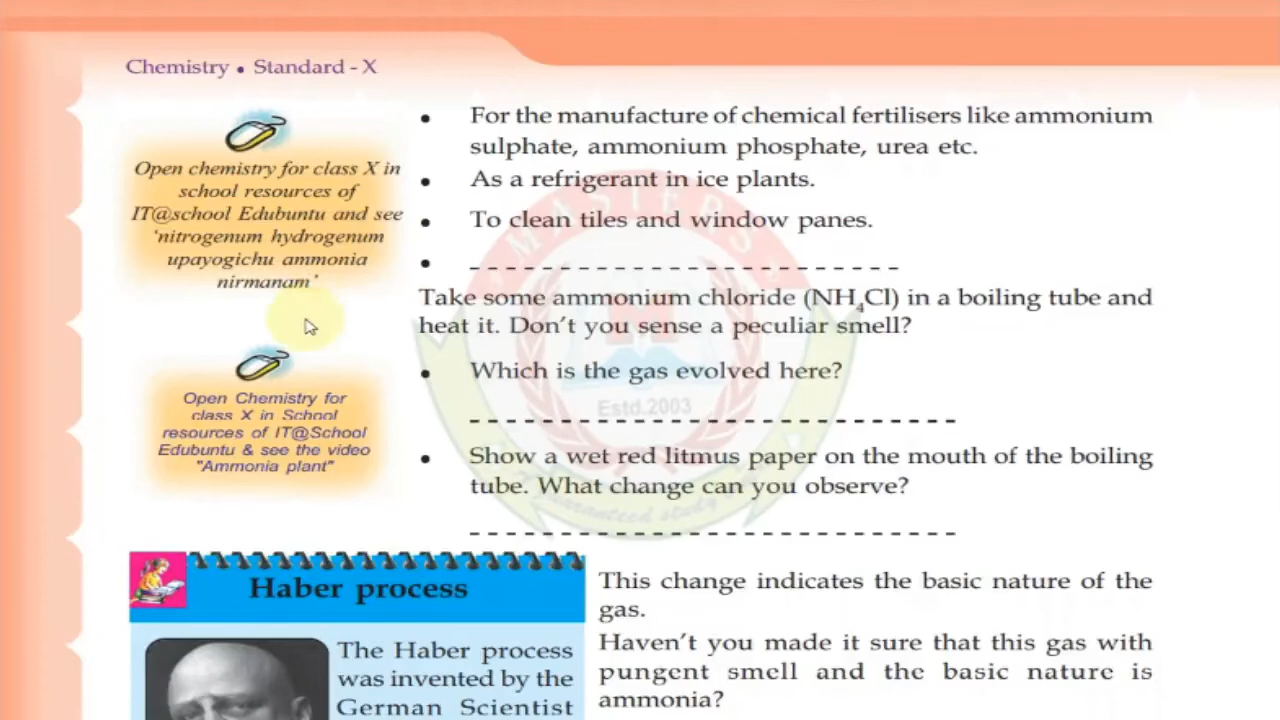 Chemistry • Standard - X
Open chemistry for class X in
school resources of
IT@school Edubuntu and see
‘nitrogenum hydrogenum
upayogichu ammonia
nirmanam’
Open Chemistry for
class X in School
resources of IT@School
Edubuntu & see the video
"Ammonia plant"
• For the manufacture of chemical fertilisers like ammonium
sulphate, ammonium phosphate, urea etc.
• As a refrigerant in ice plants.
• To clean tiles and window panes.
• _ _ _ _ _ _ _ _ _ _ _ _ _ _ _ _ _ _ _ _ _ _ _ _
Take some ammonium chloride (NH₄Cl) in a boiling tube and
heat it. Don’t you sense a peculiar smell?
• Which is the gas evolved here?
• Show a wet red litmus paper on the mouth of the boiling
tube. What change can you observe?
MASTERS
Estd.2003
Haber process
The Haber process
was invented by the
German Scientist
This change indicates the basic nature of the
gas.
Haven’t you made it sure that this gas with
pungent smell and the basic nature is
ammonia?